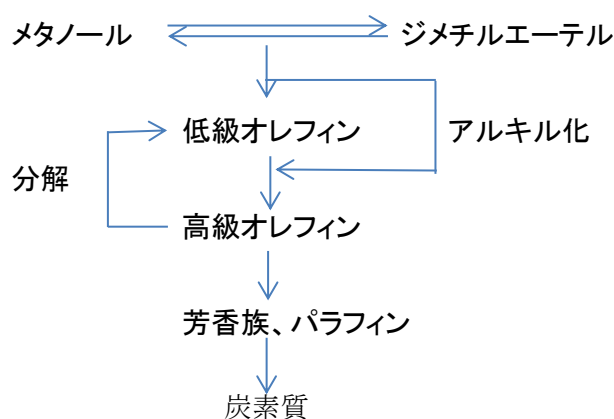 メタノール
ジメチルエーテル
低級オレフィン
アルキル化
分解
高級オレフィン
芳香族、パラフィン
炭素質